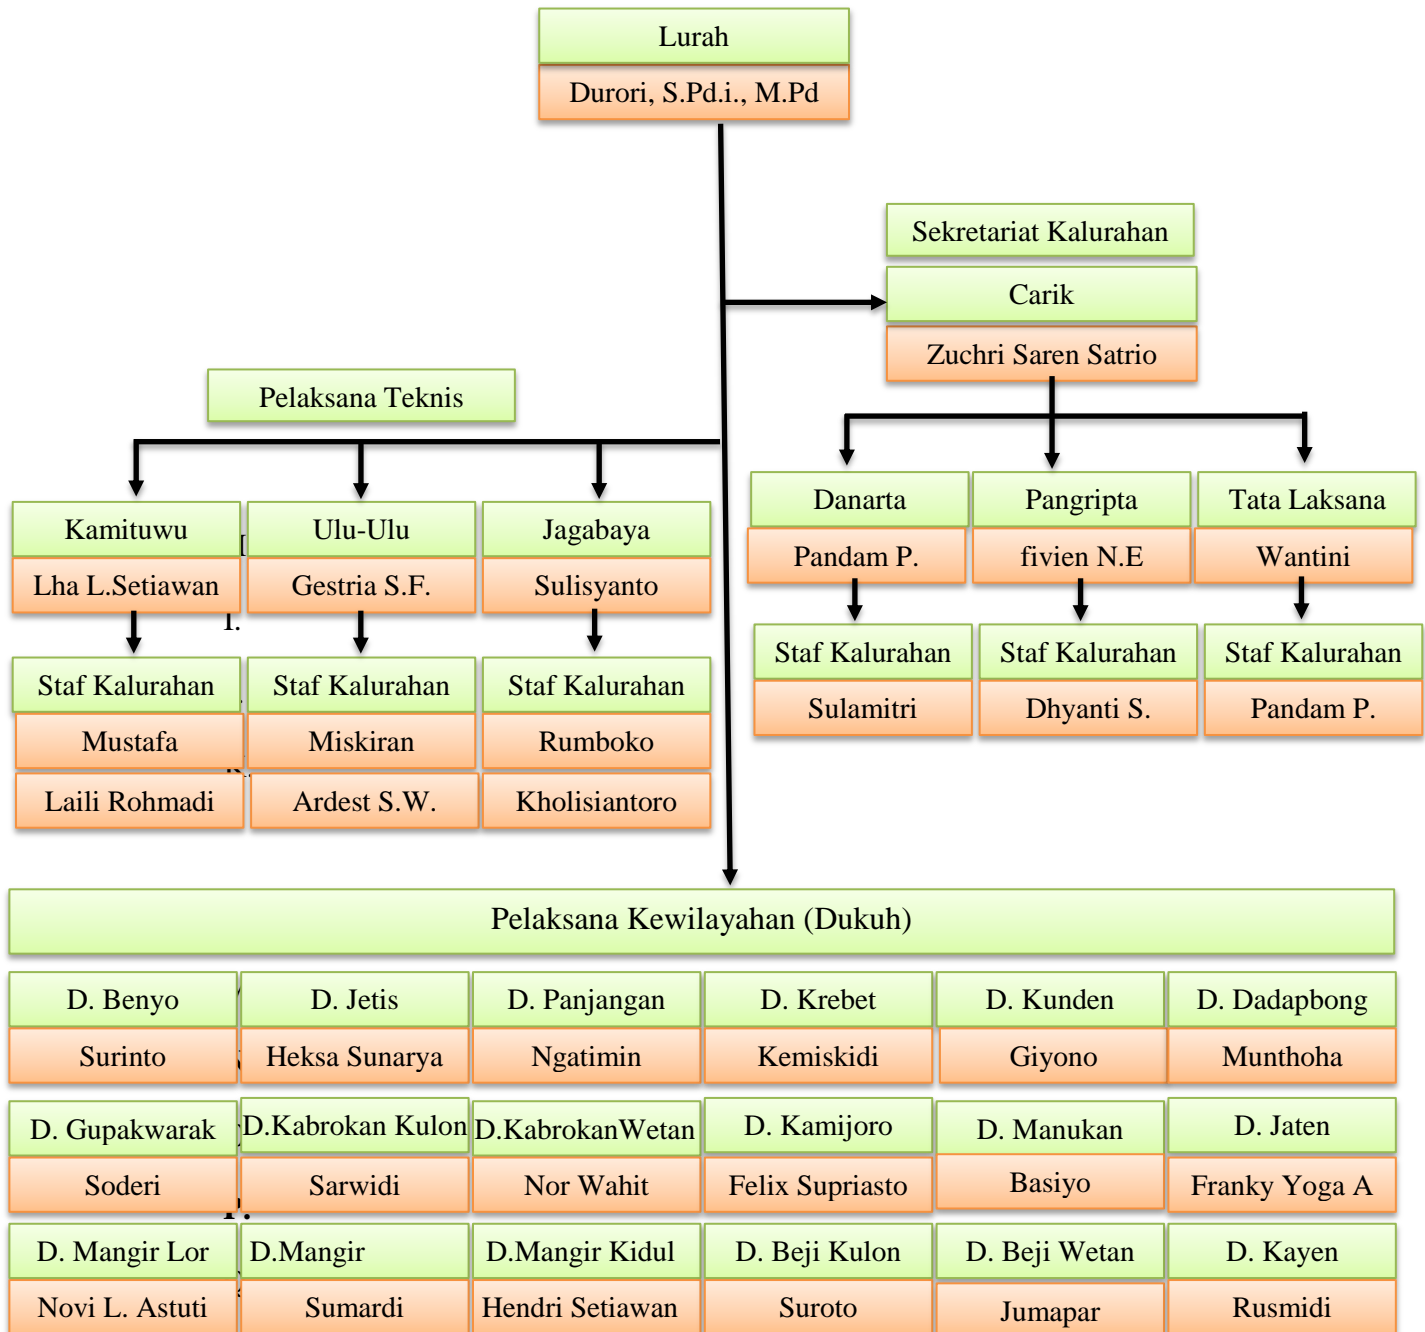 Lurah
Durori, S.Pd.i., M.Pd
Sekretariat Kalurahan
Carik
Zuchri Saren Satrio
Pelaksana Teknis
Danarta
Pangripta
Tata Laksana
Pandam P.
fivien N.E
Wantini
Kamituwu
Ulu-Ulu
Jagabaya
Lha L.Setiawan
Gestria S.F.
Sulisyanto
Staf Kalurahan
Staf Kalurahan
Staf Kalurahan
Sulamitri
Dhyanti S.
Pandam P.
Staf Kalurahan
Staf Kalurahan
Staf Kalurahan
Mustafa
Miskiran
Rumboko
Laili Rohmadi
Ardest S.W.
Kholisiantoro
Pelaksana Kewilayahan (Dukuh)
D. Benyo
D. Jetis
D. Panjangan
D. Krebet
D. Kunden
D. Dadapbong
Surinto
Heksa Sunarya
Ngatimin
Kemiskidi
Giyono
Munthoha
D. Gupakwarak
D.Kabrokan Kulon
D.KabrokanWetan
D. Kamijoro
D. Manukan
D. Jaten
Soderi
Sarwidi
Nor Wahit
Felix Supriasto
Basiyo
Franky Yoga A
D. Mangir Lor
D.Mangir
D.Mangir Kidul
D. Beji Kulon
D. Beji Wetan
D. Kayen
Novi L. Astuti
Sumardi
Hendri Setiawan
Suroto
Jumapar
Rusmidi